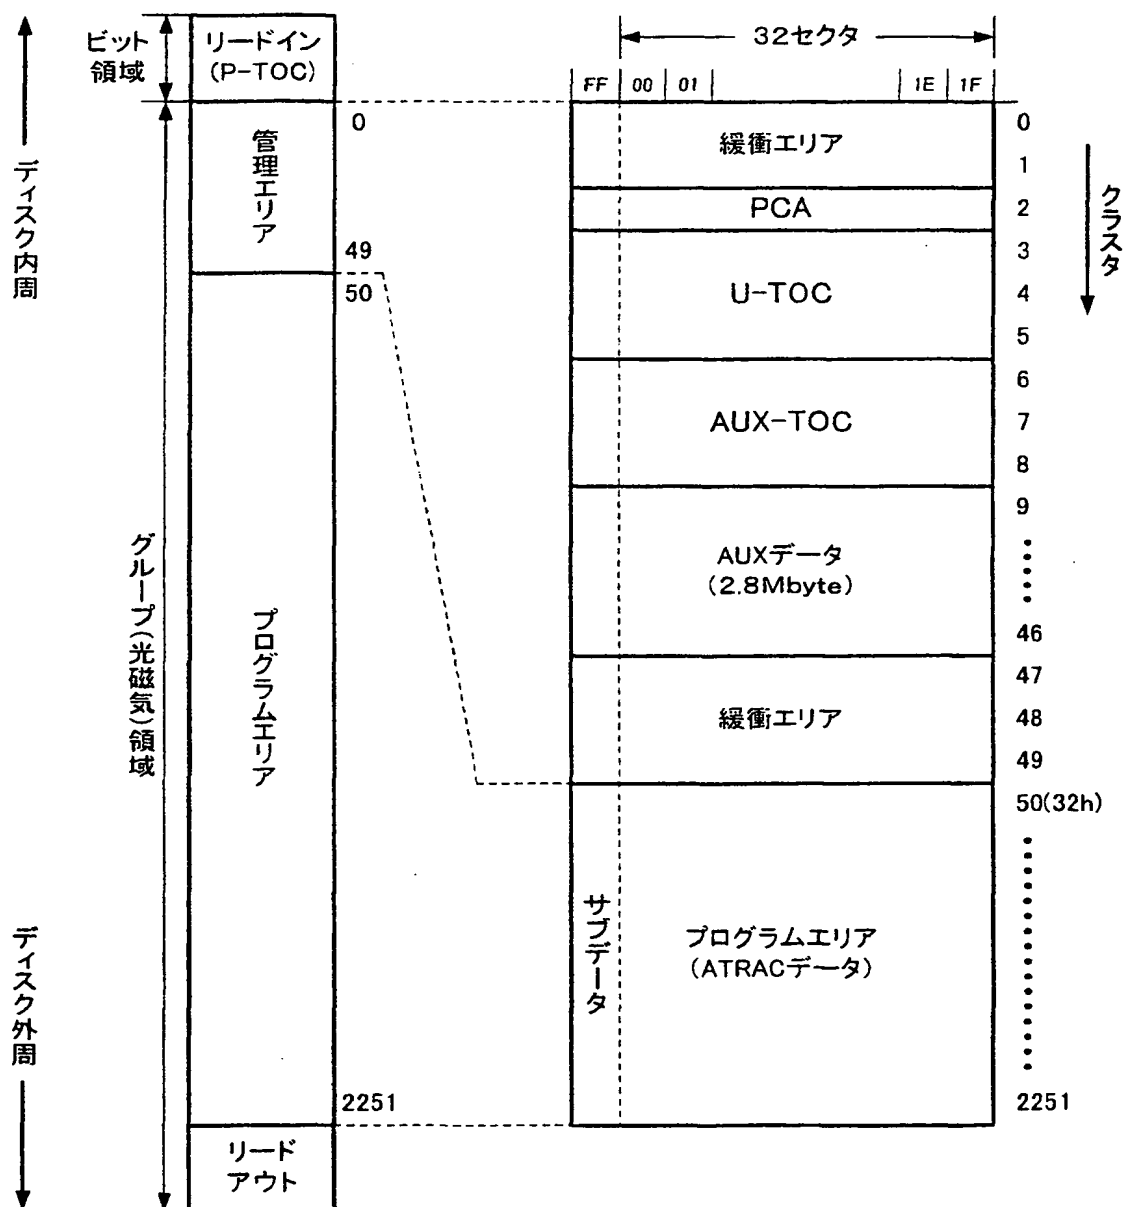 ディスク内周
ディスク外周
ビット
領域
グループ(光磁気)領域
リードイン
(P-TOC)
管理エリア
0
49
50
プログラムエリア
2251
リード
アウト
32セクタ
FF 00 01 1E 1F
緩衝エリア
PCA
U-TOC
AUX-TOC
AUXデータ
(2.8Mbyte)
緩衝エリア
サブデータ
プログラムエリア
(ATRACデータ)
0
1
2
3
4
5
6
7
8
9
46
47
48
49
50(32h)
2251
クラスタ